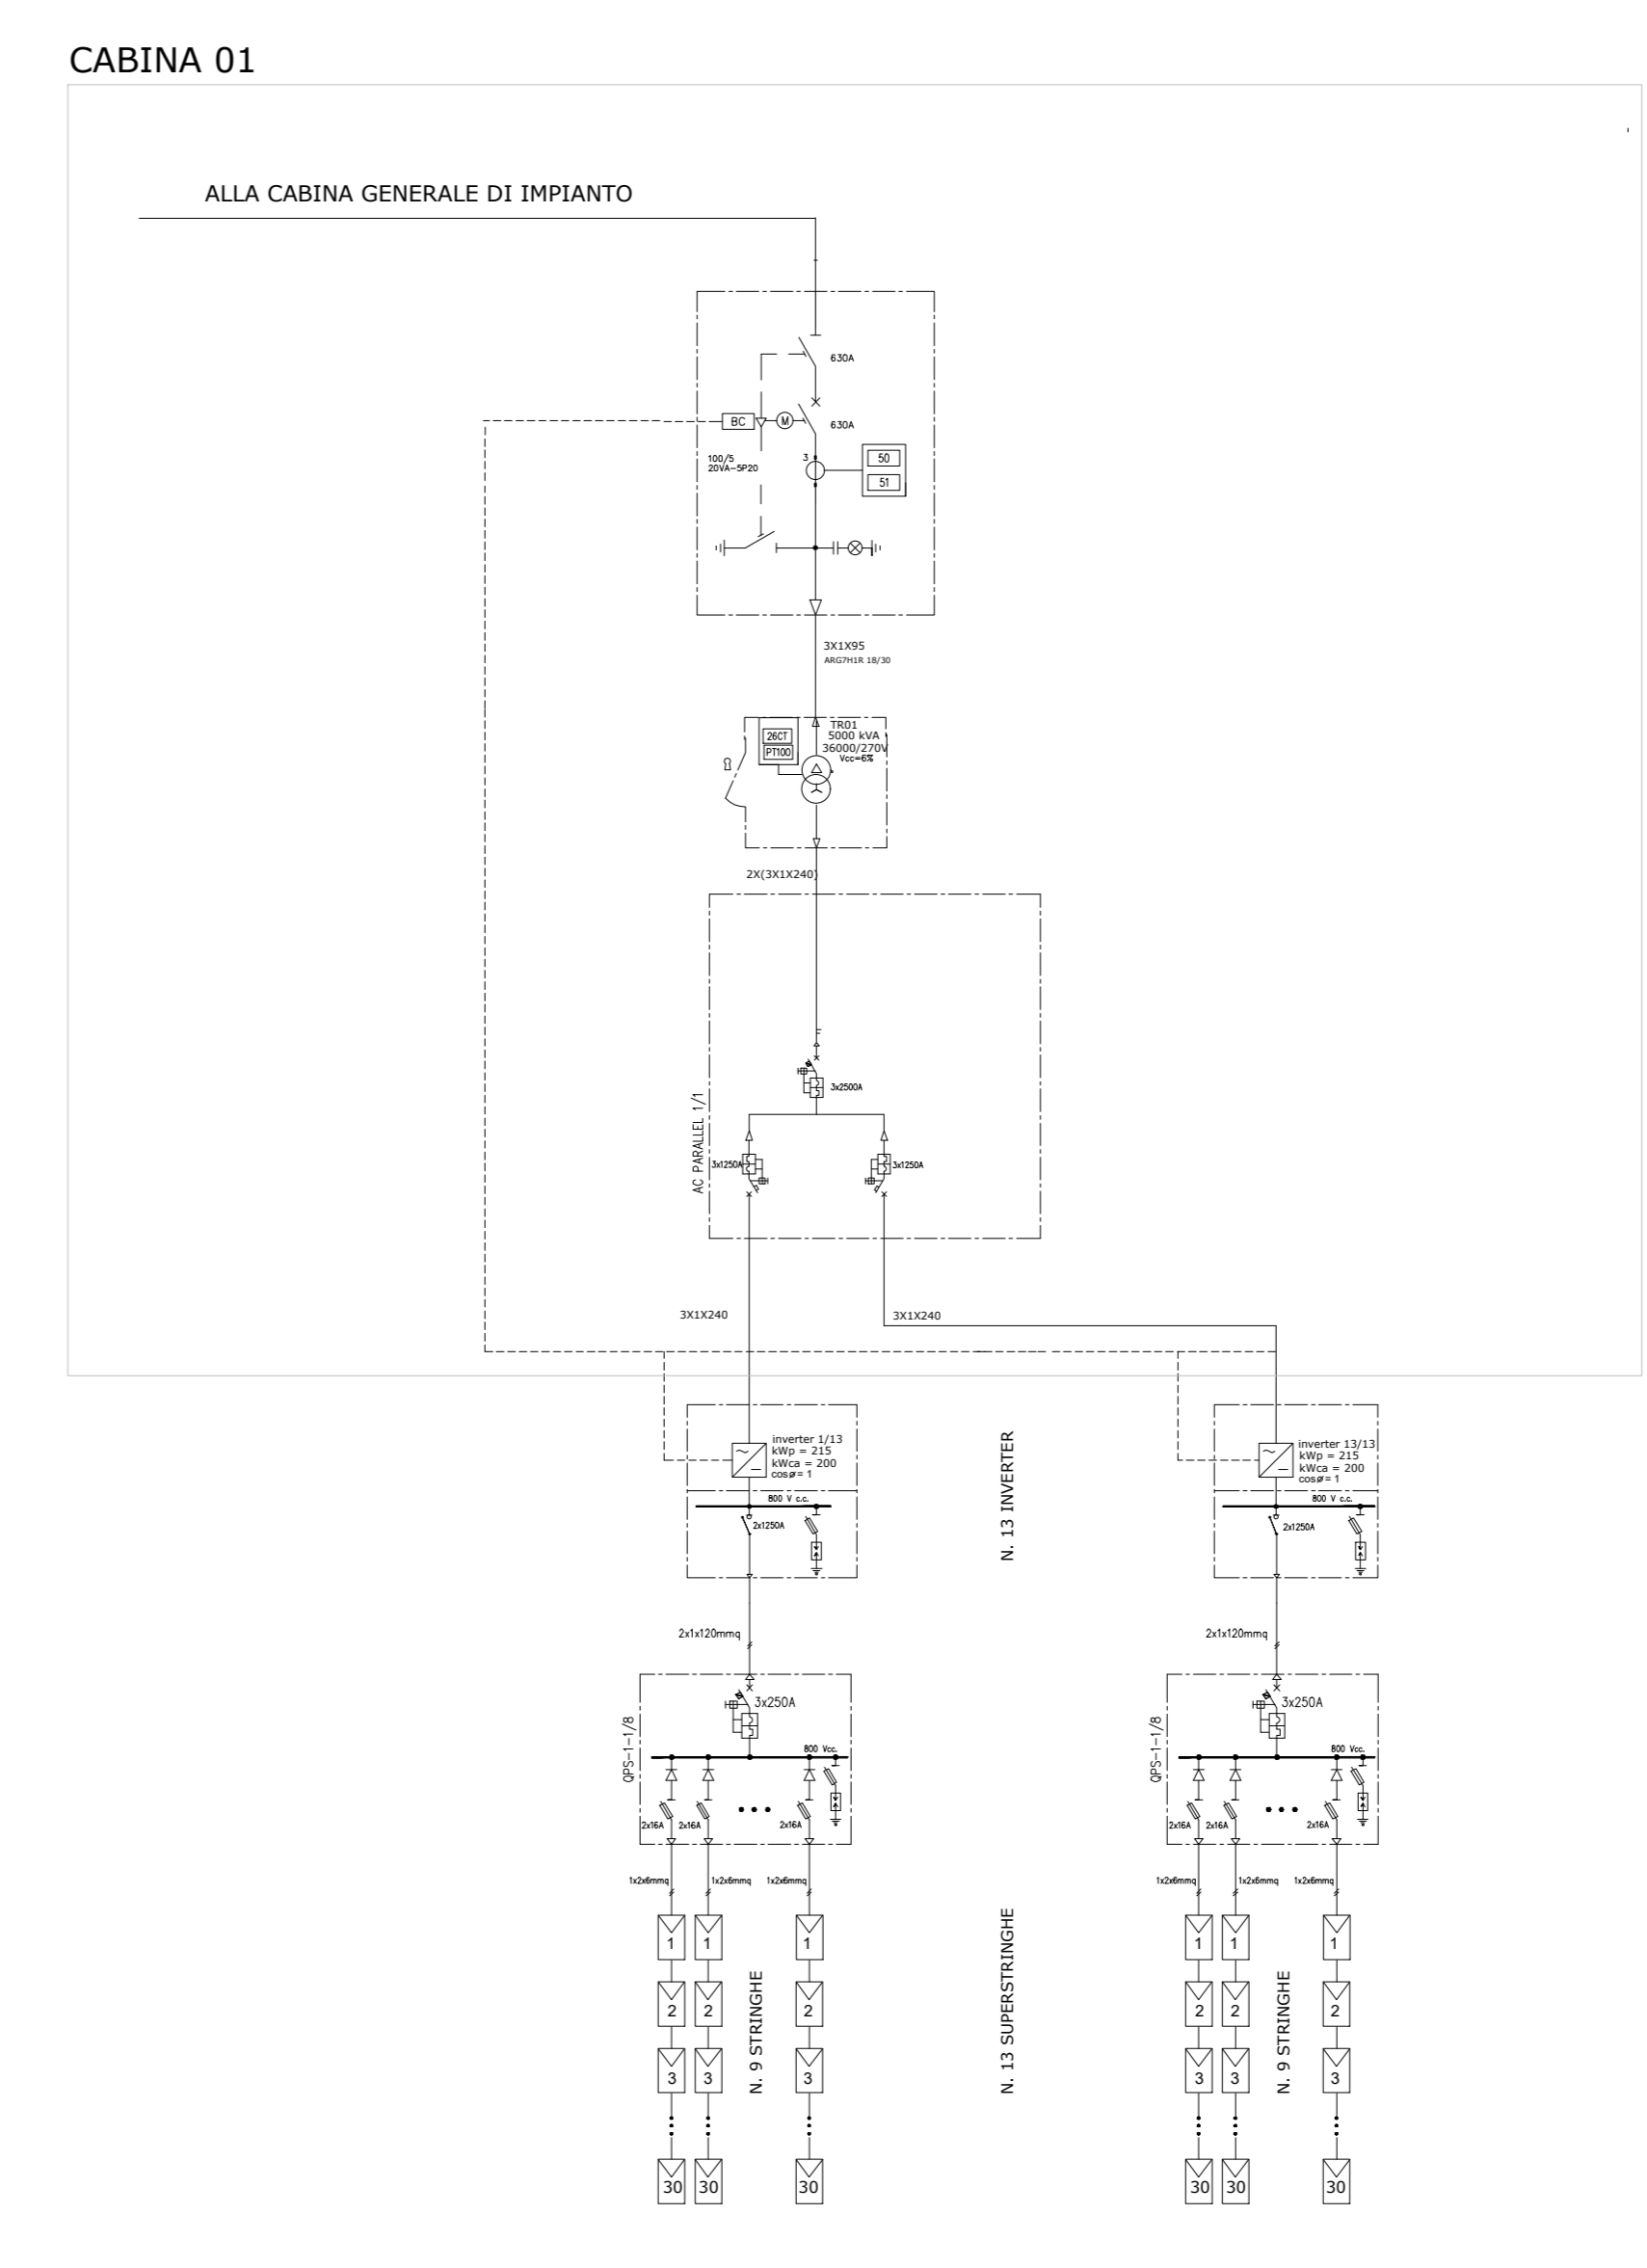 CABINA 01
ALLA CABINA GENERALE DI IMPIANTO
630A
BC
M
630A
100/5
20VA-5P20
3
50
51
3X1X95
ARG7H1R 18/30
26CT
PT100
TR01
5000 kVA
36000/270V
Vcc=6%
2X(3X1X240)
AC PARALLEL 1/1
3x2500A
3x1250A
3x1250A
3X1X240
3X1X240
inverter 1/13
kWp = 215
kWca = 200
cosø= 1
800 V c.c.
2x1250A
N. 13 INVERTER
inverter 13/13
kWp = 215
kWca = 200
cosø= 1
800 V c.c.
2x1250A
2x1x120mmq
2x1x120mmq
QPS-1-1/8
3x250A
800 Vcc.
2x16A
2x16A
2x16A
QPS-1-1/8
3x250A
800 Vcc.
2x16A
2x16A
2x16A
1x2x6mmq
1x2x6mmq
1x2x6mmq
1x2x6mmq
1x2x6mmq
1x2x6mmq
1 1 1
2 2 2
3 3 3
30 30 30
N. 9 STRINGHE
N. 13 SUPERSTRINGHE
1 1 1
2 2 2
3 3 3
30 30 30
N. 9 STRINGHE